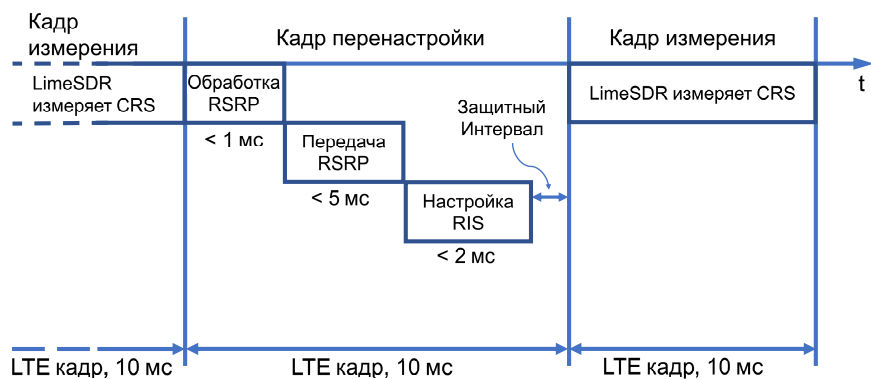 Кадр
измерения
Кадр перенастройки
Кадр измерения
LimeSDR
измеряет CRS
Обработка
RSRP
LimeSDR измеряет CRS
t
< 1 мс
Передача
RSRP
< 5 мс
Настройка
RIS
< 2 мс
Защитный
Интервал
LTE кадр, 10 мс
LTE кадр, 10 мс
LTE кадр, 10 мс